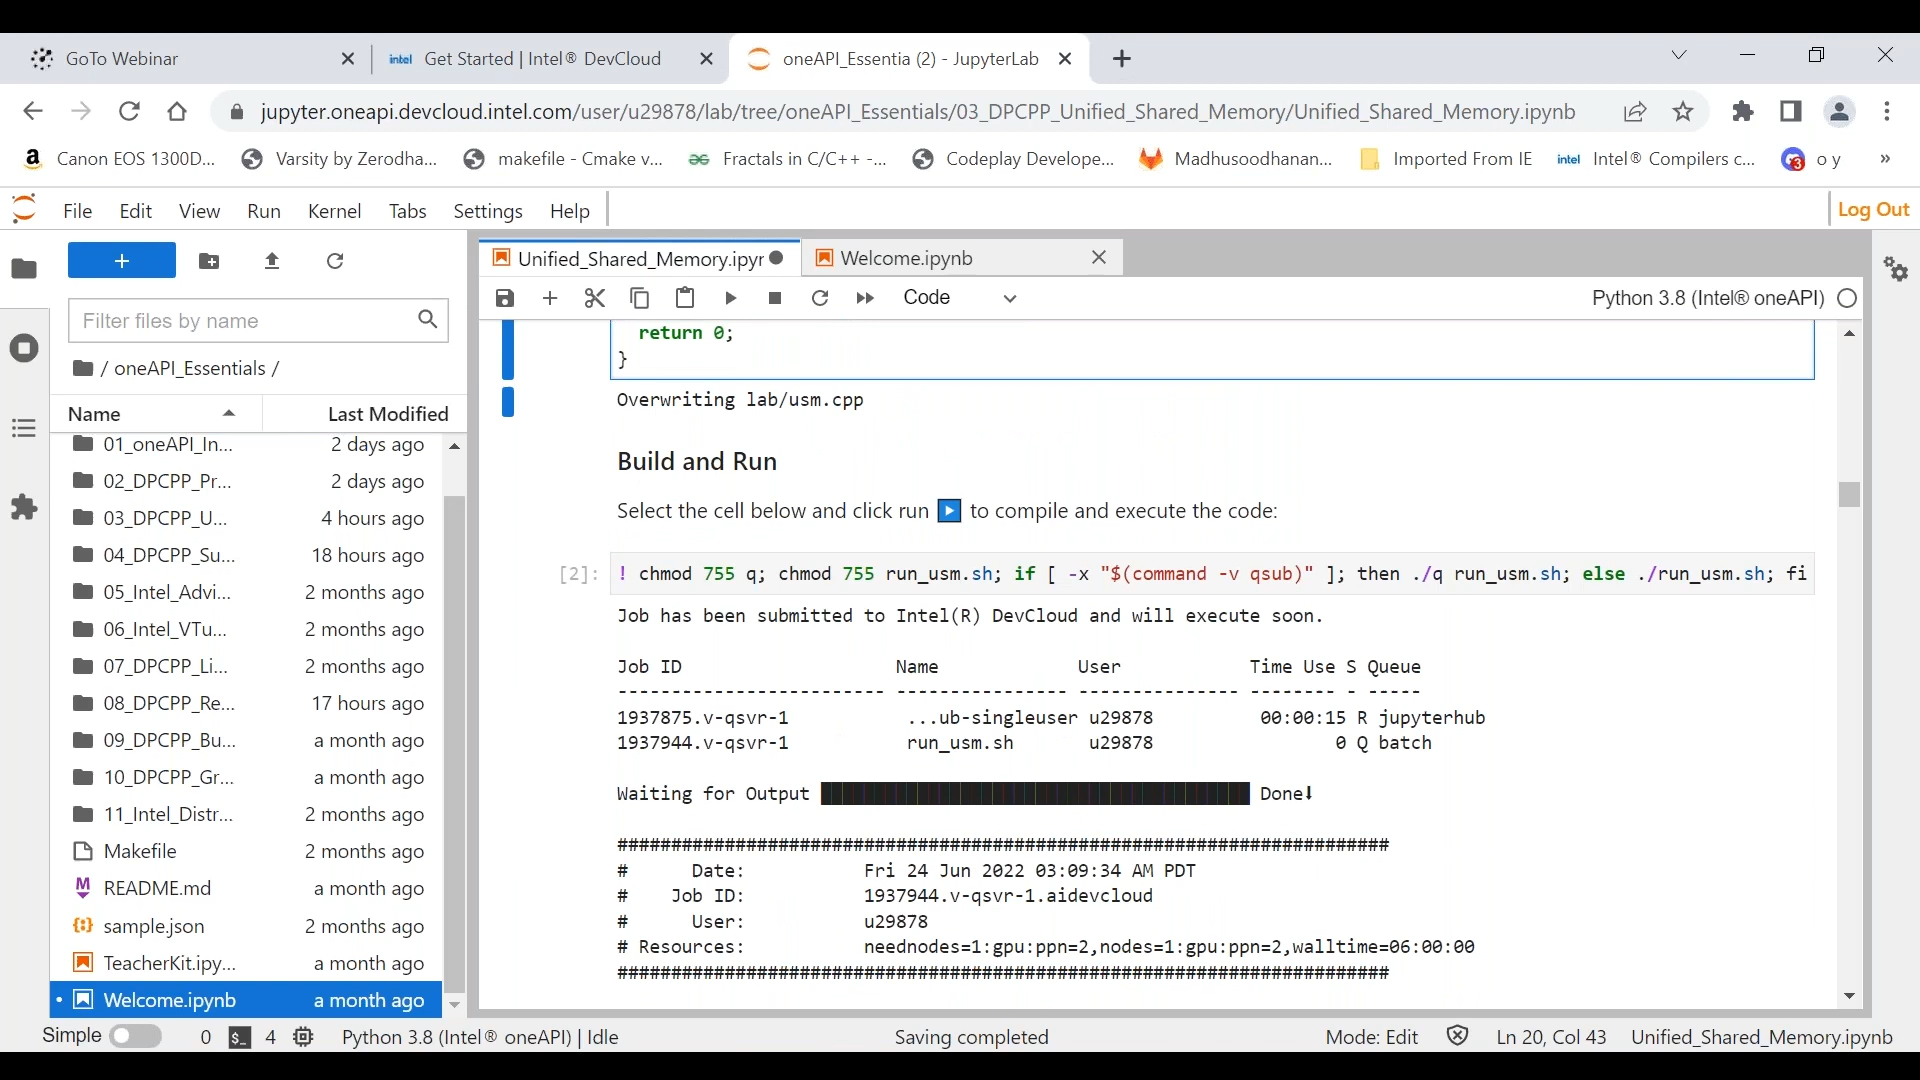 GoTo Webinar
intel Get Started | Intel® DevCloud
oneAPI_Essentia (2) - JupyterLab
jupyter.oneapi.devcloud.intel.com/user/u29878/lab/tree/oneAPI_Essentials/03_DPCPP_Unified_Shared_Memory/Unified_Shared_Memory.ipynb
a Canon EOS 1300D...
Varsity by Zerodha...
makefile - Cmake v...
Fractals in C/C++ -...
Codeplay Develope...
Madhusoodhanan...
Imported From IE
intel Intel® Compilers c...
3 o y
»
File Edit View Run Kernel Tabs Settings Help
Log Out
Unified_Shared_Memory.ipyr
Welcome.ipynb
Code
Python 3.8 (Intel® oneAPI)
Filter files by name
/ oneAPI_Essentials /
Name Last Modified
01_oneAPI_In... 2 days ago
02_DPCPP_Pr... 2 days ago
03_DPCPP_U... 4 hours ago
04_DPCPP_Su... 18 hours ago
05_Intel_Advi... 2 months ago
06_Intel_VTu... 2 months ago
07_DPCPP_Li... 2 months ago
08_DPCPP_Re... 17 hours ago
09_DPCPP_Bu... a month ago
10_DPCPP_Gr... a month ago
11_Intel_Distr... 2 months ago
Makefile 2 months ago
README.md a month ago
sample.json 2 months ago
TeacherKit.ipy... a month ago
Welcome.ipynb a month ago
return 0;
}
Overwriting lab/usm.cpp
Build and Run
Select the cell below and click run ▶ to compile and execute the code:
[2]: ! chmod 755 q; chmod 755 run_usm.sh; if [ -x "$(command -v qsub)" ]; then ./q run_usm.sh; else ./run_usm.sh; fi
Job has been submitted to Intel(R) DevCloud and will execute soon.
Job ID Name User Time Use S Queue
------------------------- ---------------- --------------- -------- - -----
1937875.v-qsvr-1 ...ub-singleuser u29878 00:00:15 R jupyterhub
1937944.v-qsvr-1 run_usm.sh u29878 0 Q batch
Waiting for Output ████████████████████████████████████████ Done⬇
########################################################################
# Date: Fri 24 Jun 2022 03:09:34 AM PDT
# Job ID: 1937944.v-qsvr-1.aidevcloud
# User: u29878
# Resources: neednodes=1:gpu:ppn=2,nodes=1:gpu:ppn=2,walltime=06:00:00
########################################################################
Simple 0 $_ 4 Python 3.8 (Intel® oneAPI) | Idle Saving completed Mode: Edit Ln 20, Col 43 Unified_Shared_Memory.ipynb